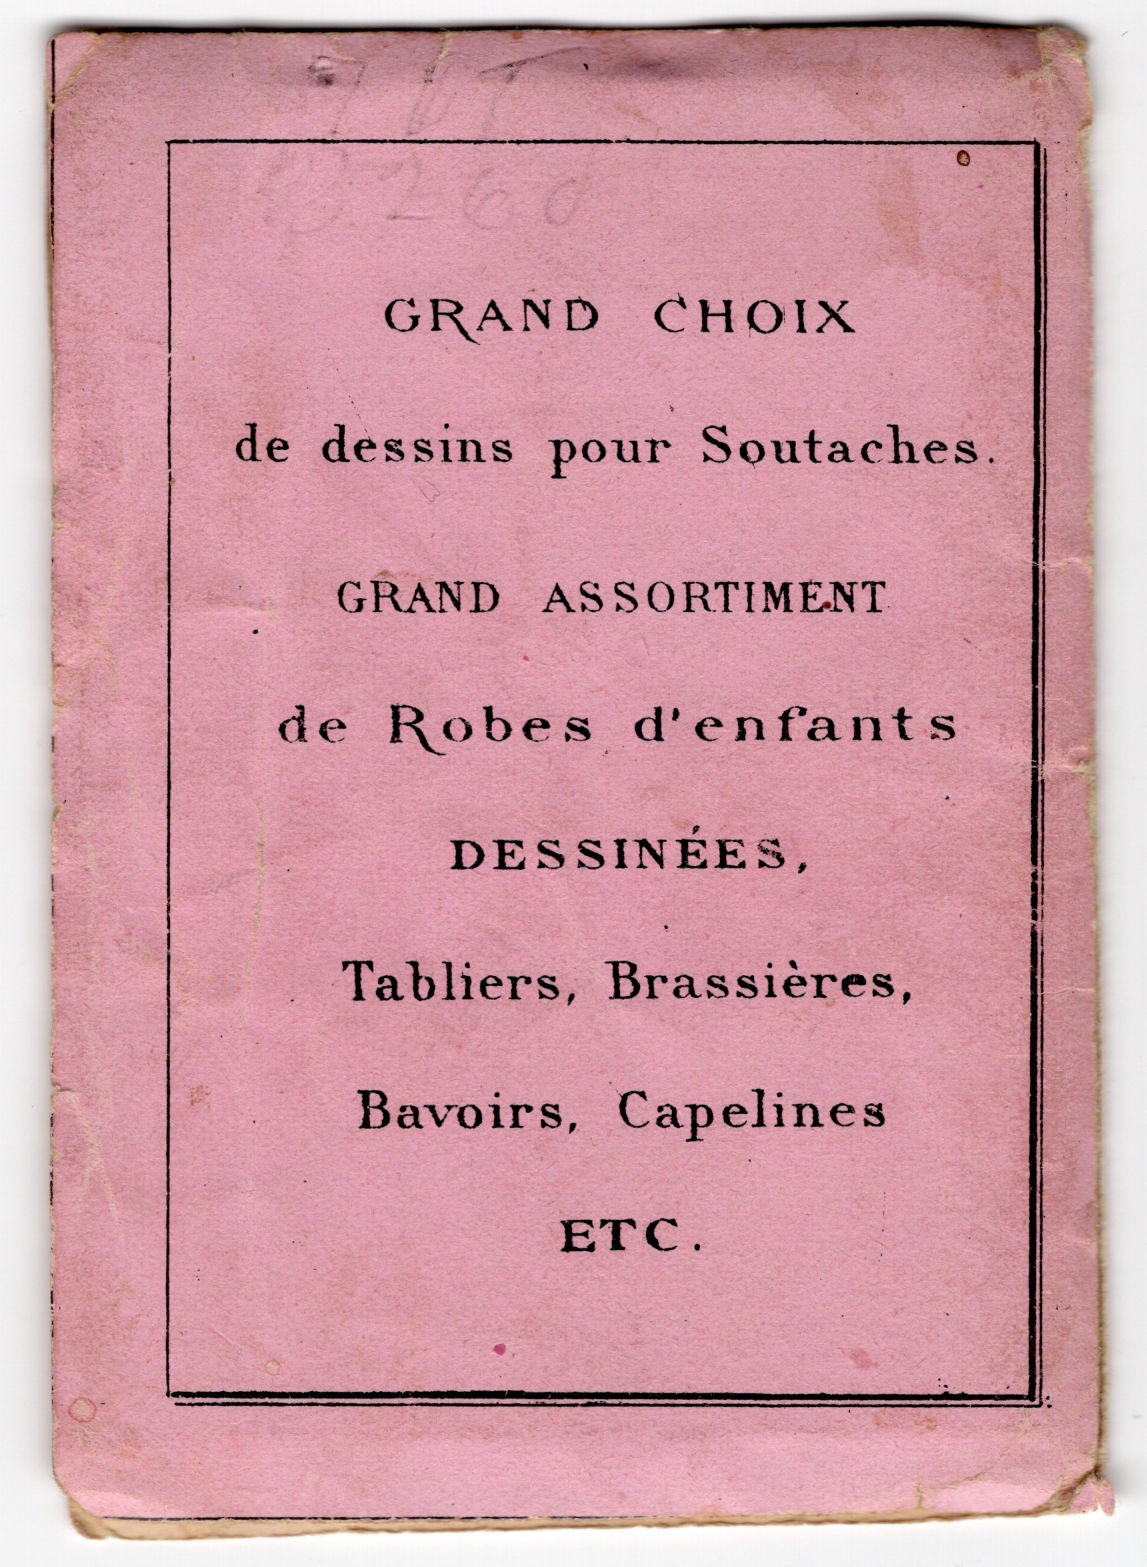 GRAND CHOIX
de dessins pour Soutaches.
GRAND ASSORTIMENT
de Robes d'enfants
DESSINÉES,
Tabliers, Brassières,
Bavoirs, Capelines
ETC.